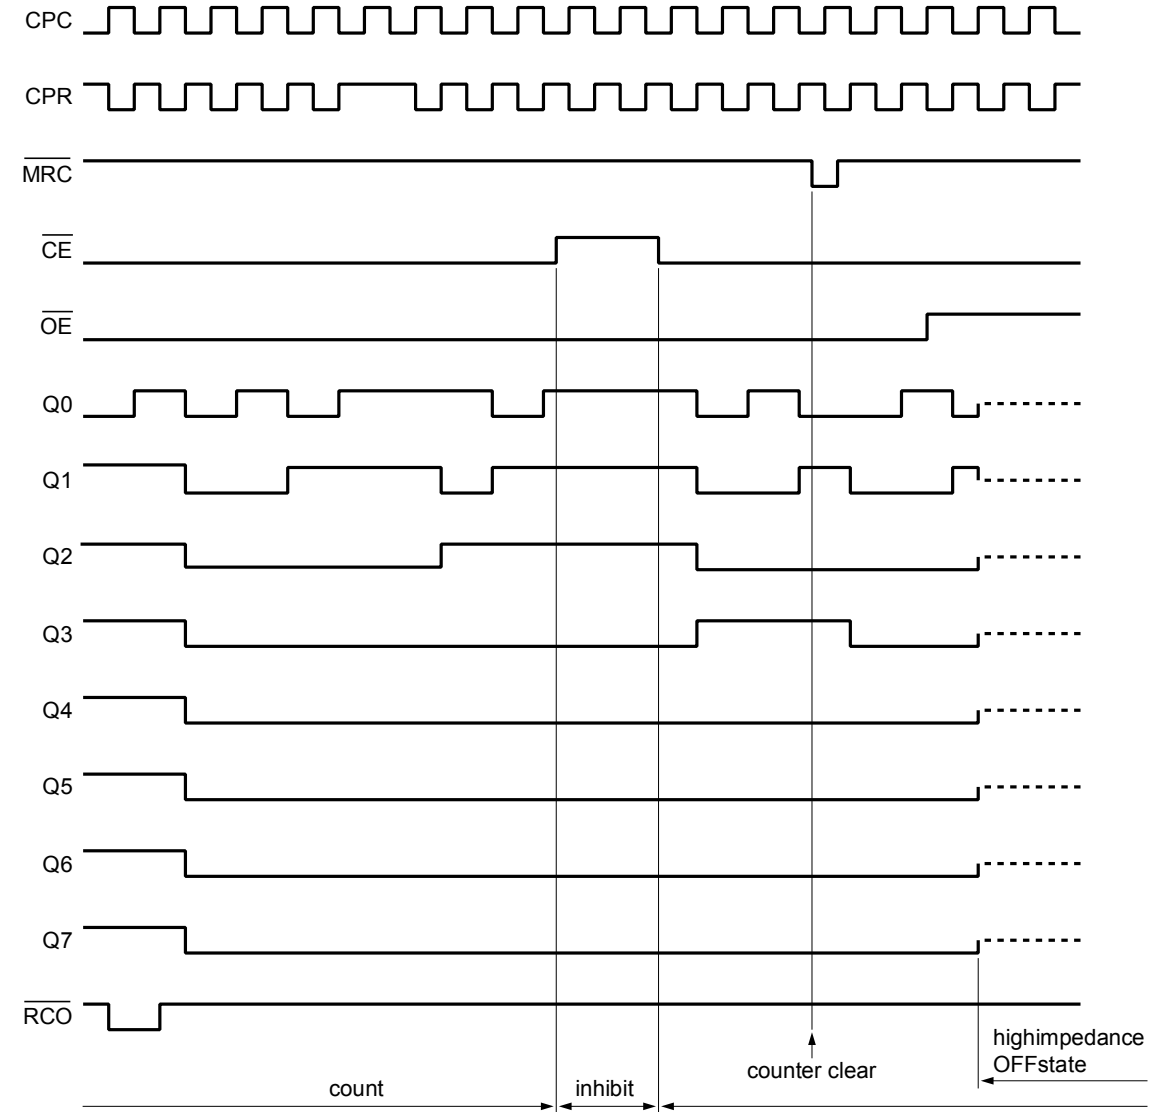 CPC
CPR
MRC
CE
OE
Q0
Q1
Q2
Q3
Q4
Q5
Q6
Q7
RCO
highimpedance
OFFstate
counter clear
count
inhibit